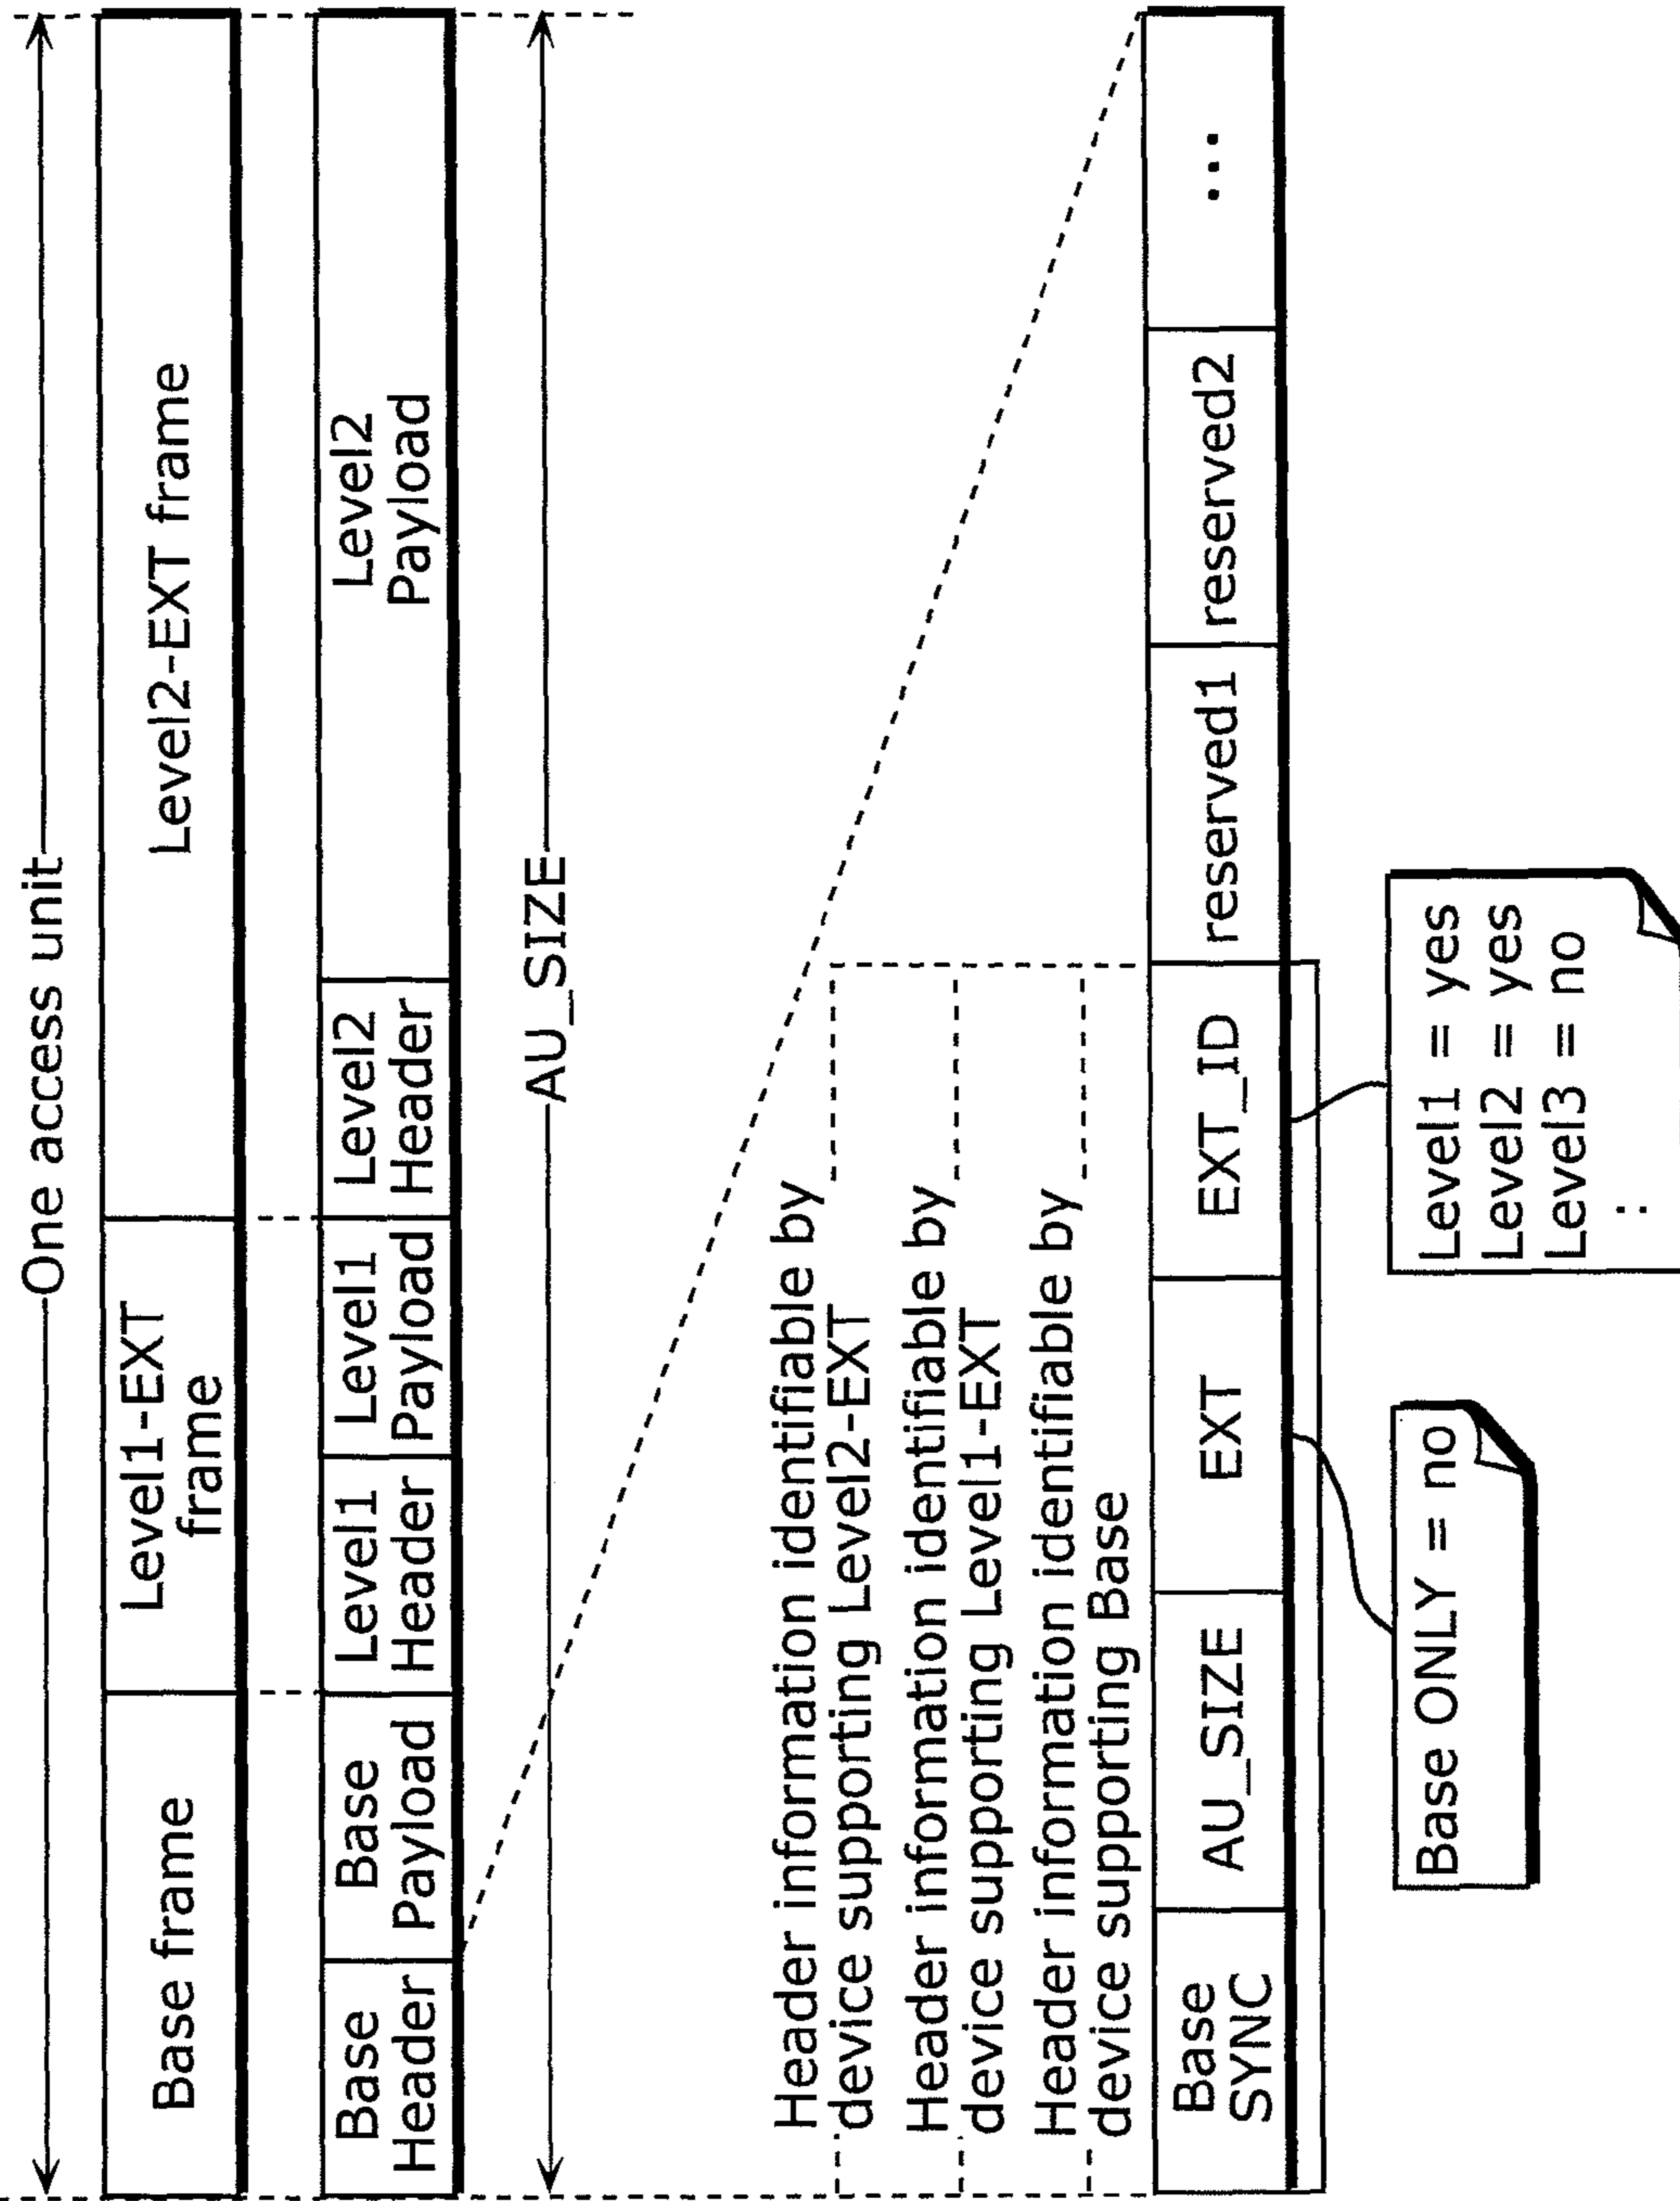 One access unit
Base frame
Level1-EXT
frame
Level2-EXT frame
Base
Header
Base
Payload
Level1
Header
Level1
Payload
Level2
Header
Level2
Payload
AU_SIZE
Header information identifiable by
device supporting Level2-EXT
Header information identifiable by
device supporting Level1-EXT
Header information identifiable by
device supporting Base
Base
SYNC
AU_SIZE
EXT
EXT_ID
reserved1
reserved2
...
Base ONLY = no
Level1 = yes
Level2 = yes
Level3 = no
: